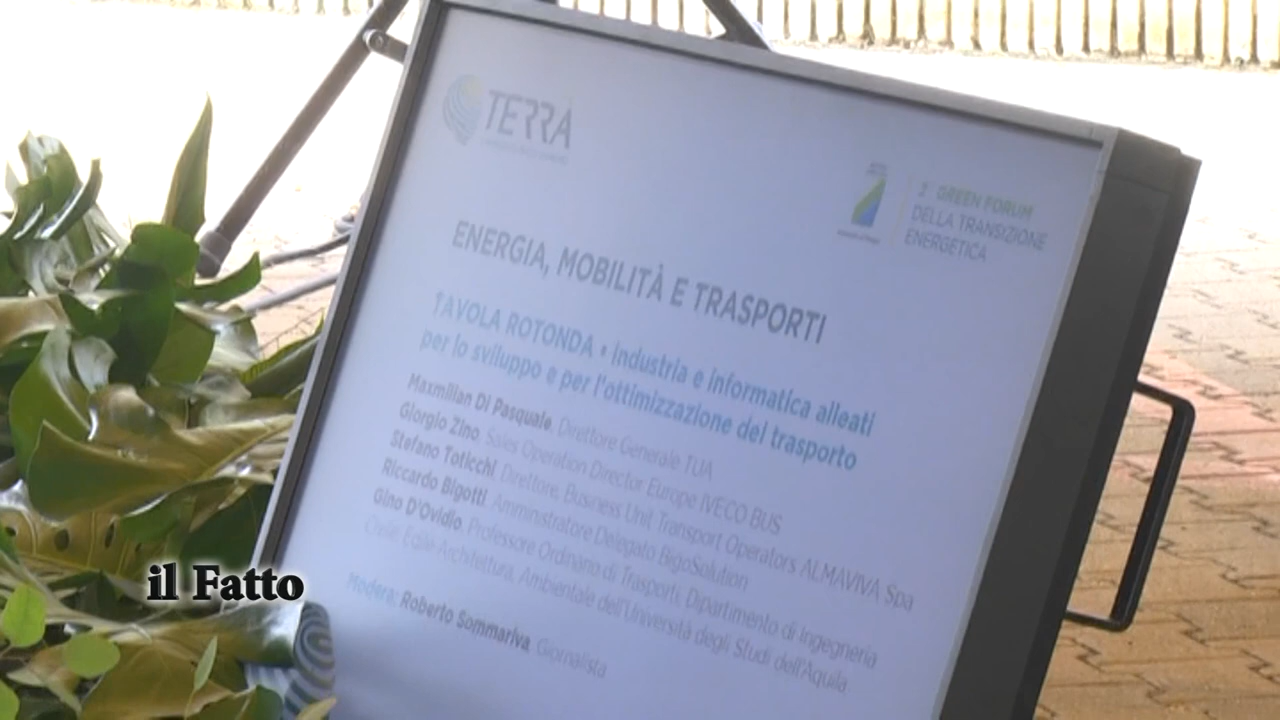 TERRÀ
2° GREEN FORUM
DELLA TRANSIZIONE
ENERGETICA
ENERGIA, MOBILITÀ E TRASPORTI
TAVOLA ROTONDA • Industria e informatica alleati
per lo sviluppo e per l'ottimizzazione del trasporto
Maxmilian Di Pasquale, Direttore Generale TUA
Giorgio Zino, Sales Operation Director Europe IVECO BUS
Stefano Toticchi, Direttore, Business Unit Transport Operators, ALMAVIVA Spa
Riccardo Bigotti, Amministratore Delegato BigoSolution
Gino D'Ovidio, Professore Ordinario di Trasporti, Dipartimento di Ingegneria
Civile, Edile-Architettura, Ambientale dell'Università degli Studi dell'Aquila
Modera: Roberto Sommariva, Giornalista
il Fatto